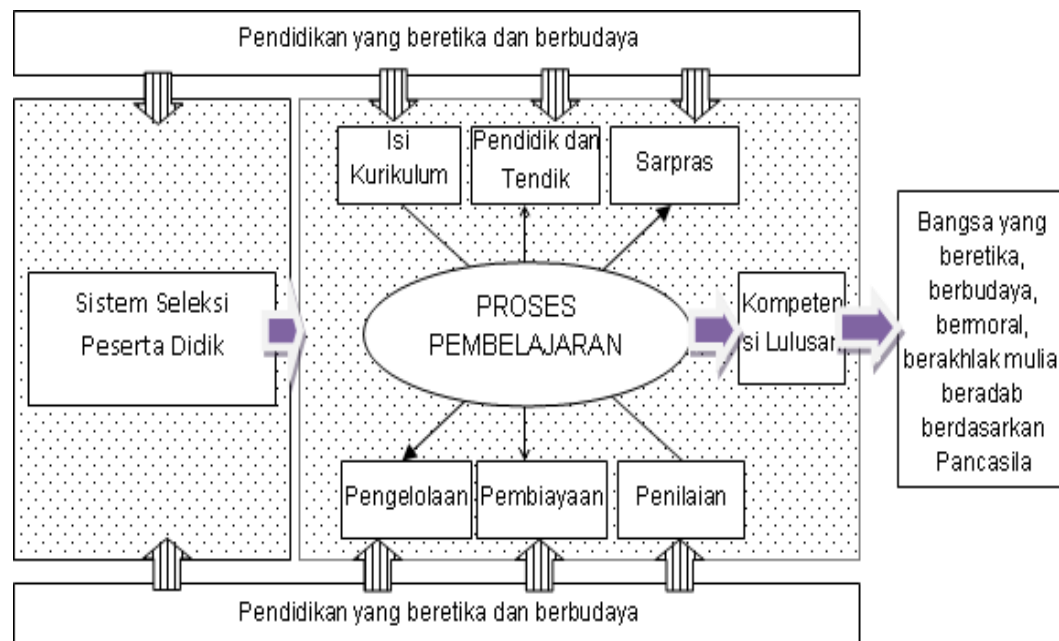 Pendidikan yang beretika dan berbudaya
Isi
Kurikulum
Pendidik dan
Tendik
Sarpras
Sistem Seleksi
Peserta Didik
PROSES
PEMBELAJARAN
Kompeten
si Lulusan
Bangsa yang
beretika,
berbudaya,
bermoral,
berakhlak mulia
beradab
berdasarkan
Pancasila
Pengelolaan
Pembiayaan
Penilaian
Pendidikan yang beretika dan berbudaya